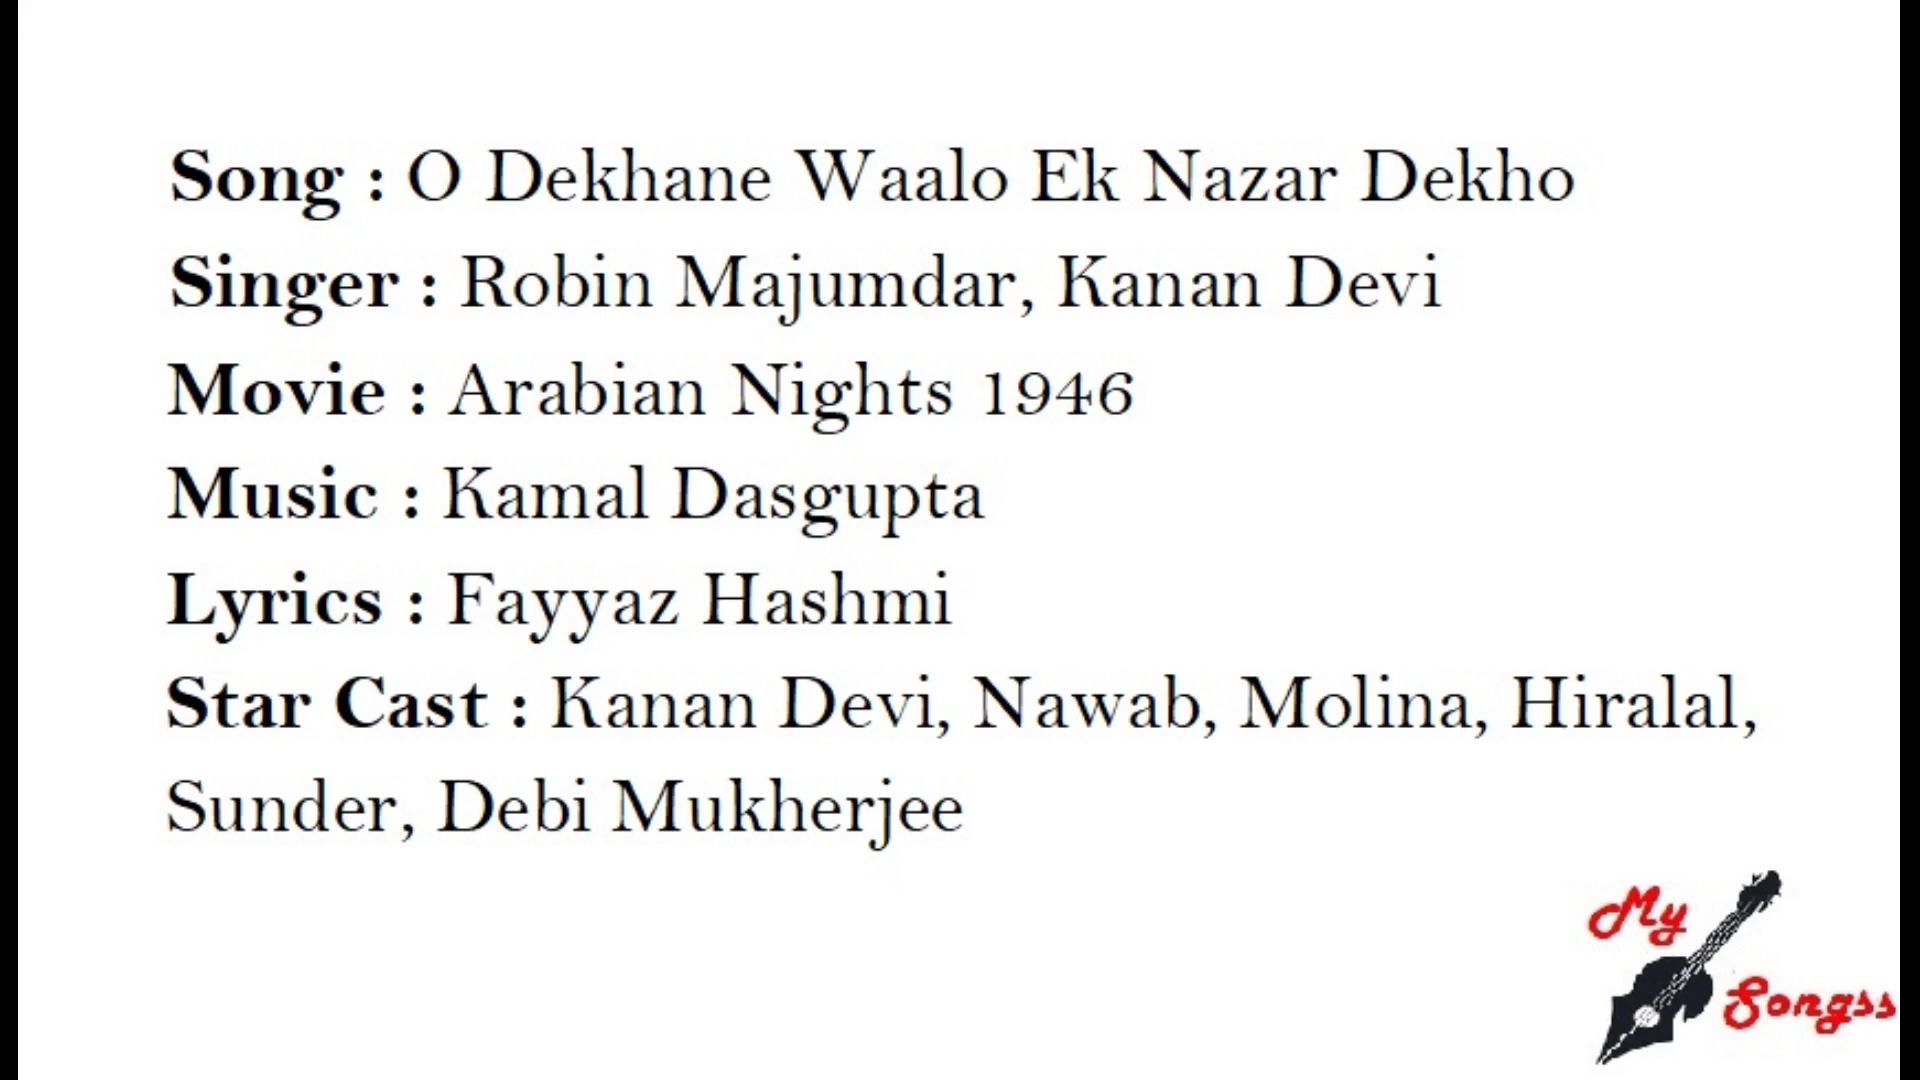 Song : O Dekhane Waalo Ek Nazar Dekho
Singer : Robin Majumdar, Kanan Devi
Movie : Arabian Nights 1946
Music : Kamal Dasgupta
Lyrics : Fayyaz Hashmi
Star Cast : Kanan Devi, Nawab, Molina, Hiralal,
Sunder, Debi Mukherjee
My
Songss